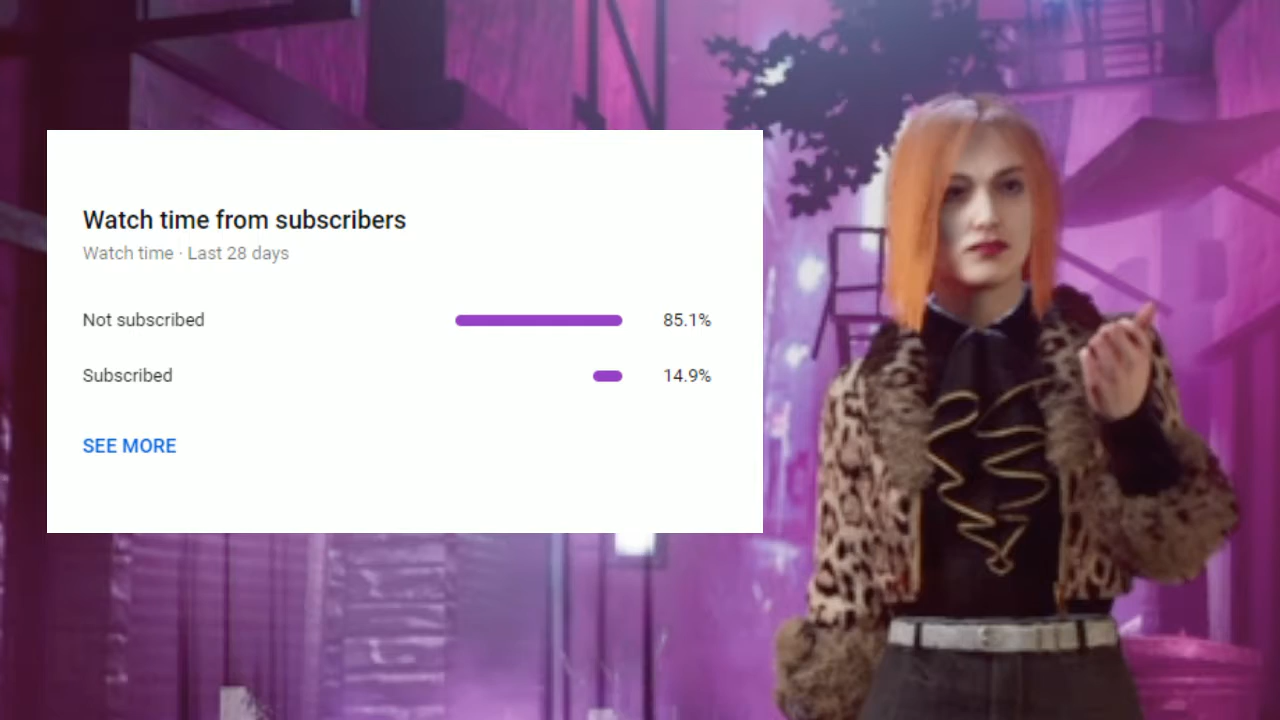 Watch time from subscribers
Watch time · Last 28 days
Not subscribed 85.1%
Subscribed 14.9%
SEE MORE